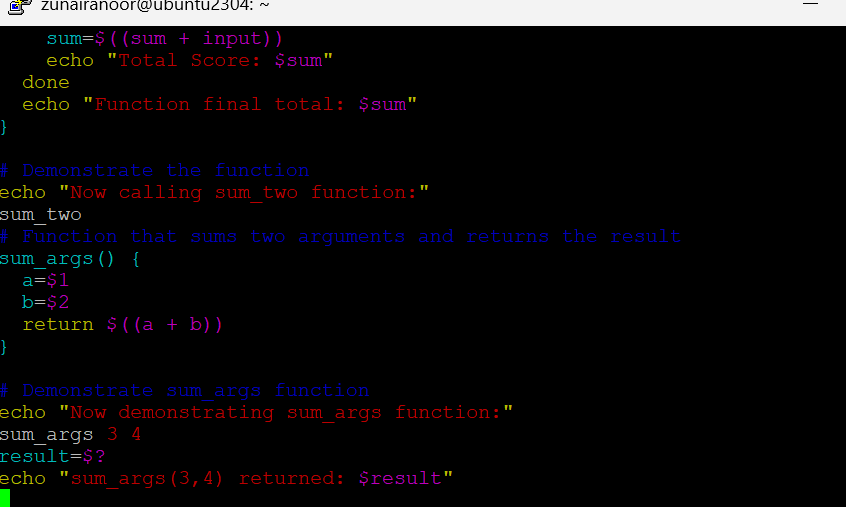 zunairanoor@ubuntu2304: ~
    sum=$((sum + input))
    echo "Total Score: $sum"
  done
  echo "Function final total: $sum"
}

# Demonstrate the function
echo "Now calling sum_two function:"
sum_two
# Function that sums two arguments and returns the result
sum_args() {
  a=$1
  b=$2
  return $((a + b))
}

# Demonstrate sum_args function
echo "Now demonstrating sum_args function:"
sum_args 3 4
result=$?
echo "sum_args(3,4) returned: $result"